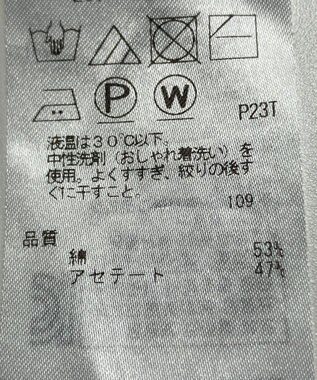 P W
P23T
液温は30℃以下。
中性洗剤（おしゃれ着洗い）を
使用。よくすすぎ、絞りの後す
ぐに干すこと。
109
品質
綿 53%
アセテート 47%